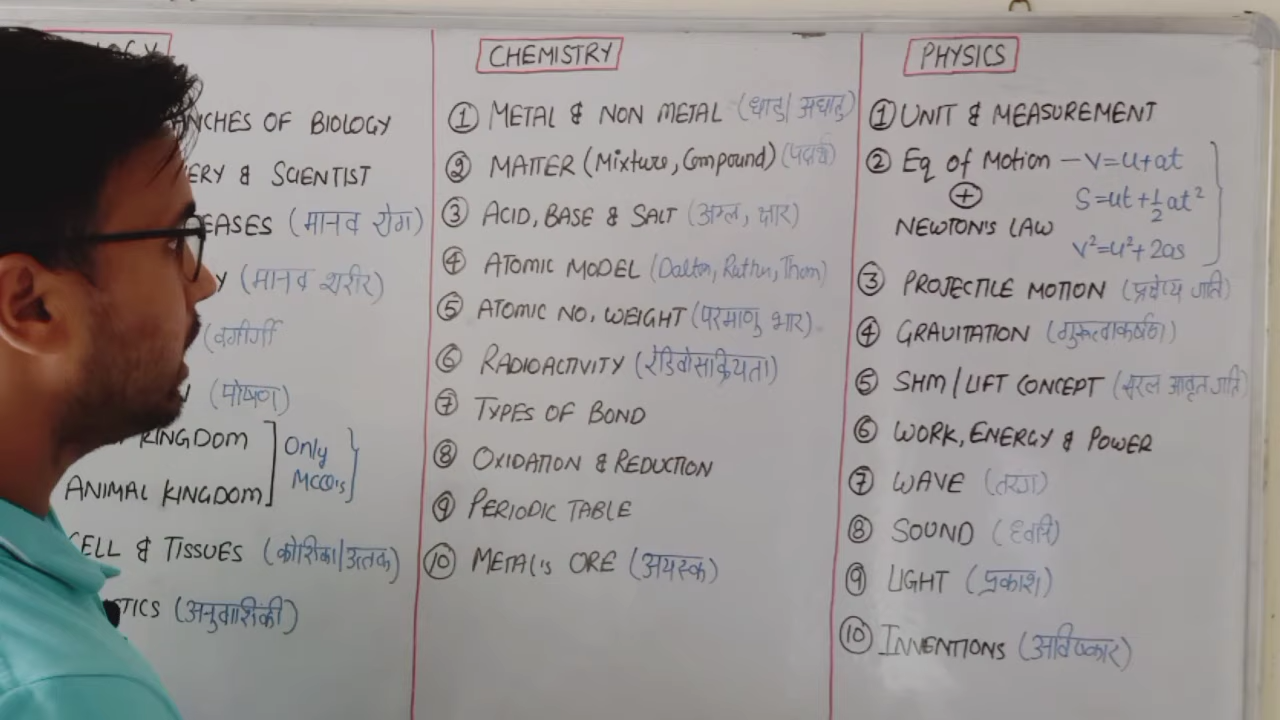 ANCHES OF BIOLOGY
ERY & SCIENTIST
EASES (मानव रोग)
Y (मानव शरीर)
(वर्गीर्गी
N (पोषण)
KINGDOM
ANIMAL KINGDOM
Only
MCQ's
CELL & TISSUES (कोशिका/उत्तक)
TICS (अनुवांशिकी)
CHEMISTRY
① METAL & NON METAL (धातु/अधातु)
② MATTER (Mixture, Compound) (पदार्थ)
③ ACID, BASE & SALT (अम्ल, क्षार)
④ ATOMIC MODEL (Dalton, Ruther, Thom)
⑤ ATOMIC NO, WEIGHT (परमाणु भार)
⑥ RADIOACTIVITY (रेडियोसक्रियता)
⑦ TYPES OF BOND
⑧ OXIDATION & REDUCTION
⑨ PERIODIC TABLE
⑩ METAL's ORE (अयस्क)
PHYSICS
① UNIT & MEASUREMENT
② Eq of Motion – V=u+at
+ S=ut+½at²
NEWTON'S LAW
V²=u²+2as
③ PROJECTILE MOTION (प्रक्षेप्य गति)
④ GRAVITATION (गुरुत्वाकर्षण)
⑤ SHM / LIFT CONCEPT (सरल आवृत गति)
⑥ WORK, ENERGY & POWER
⑦ WAVE (तरंग)
⑧ SOUND (ध्वनि)
⑨ LIGHT (प्रकाश)
⑩ INVENTIONS (आविष्कार)